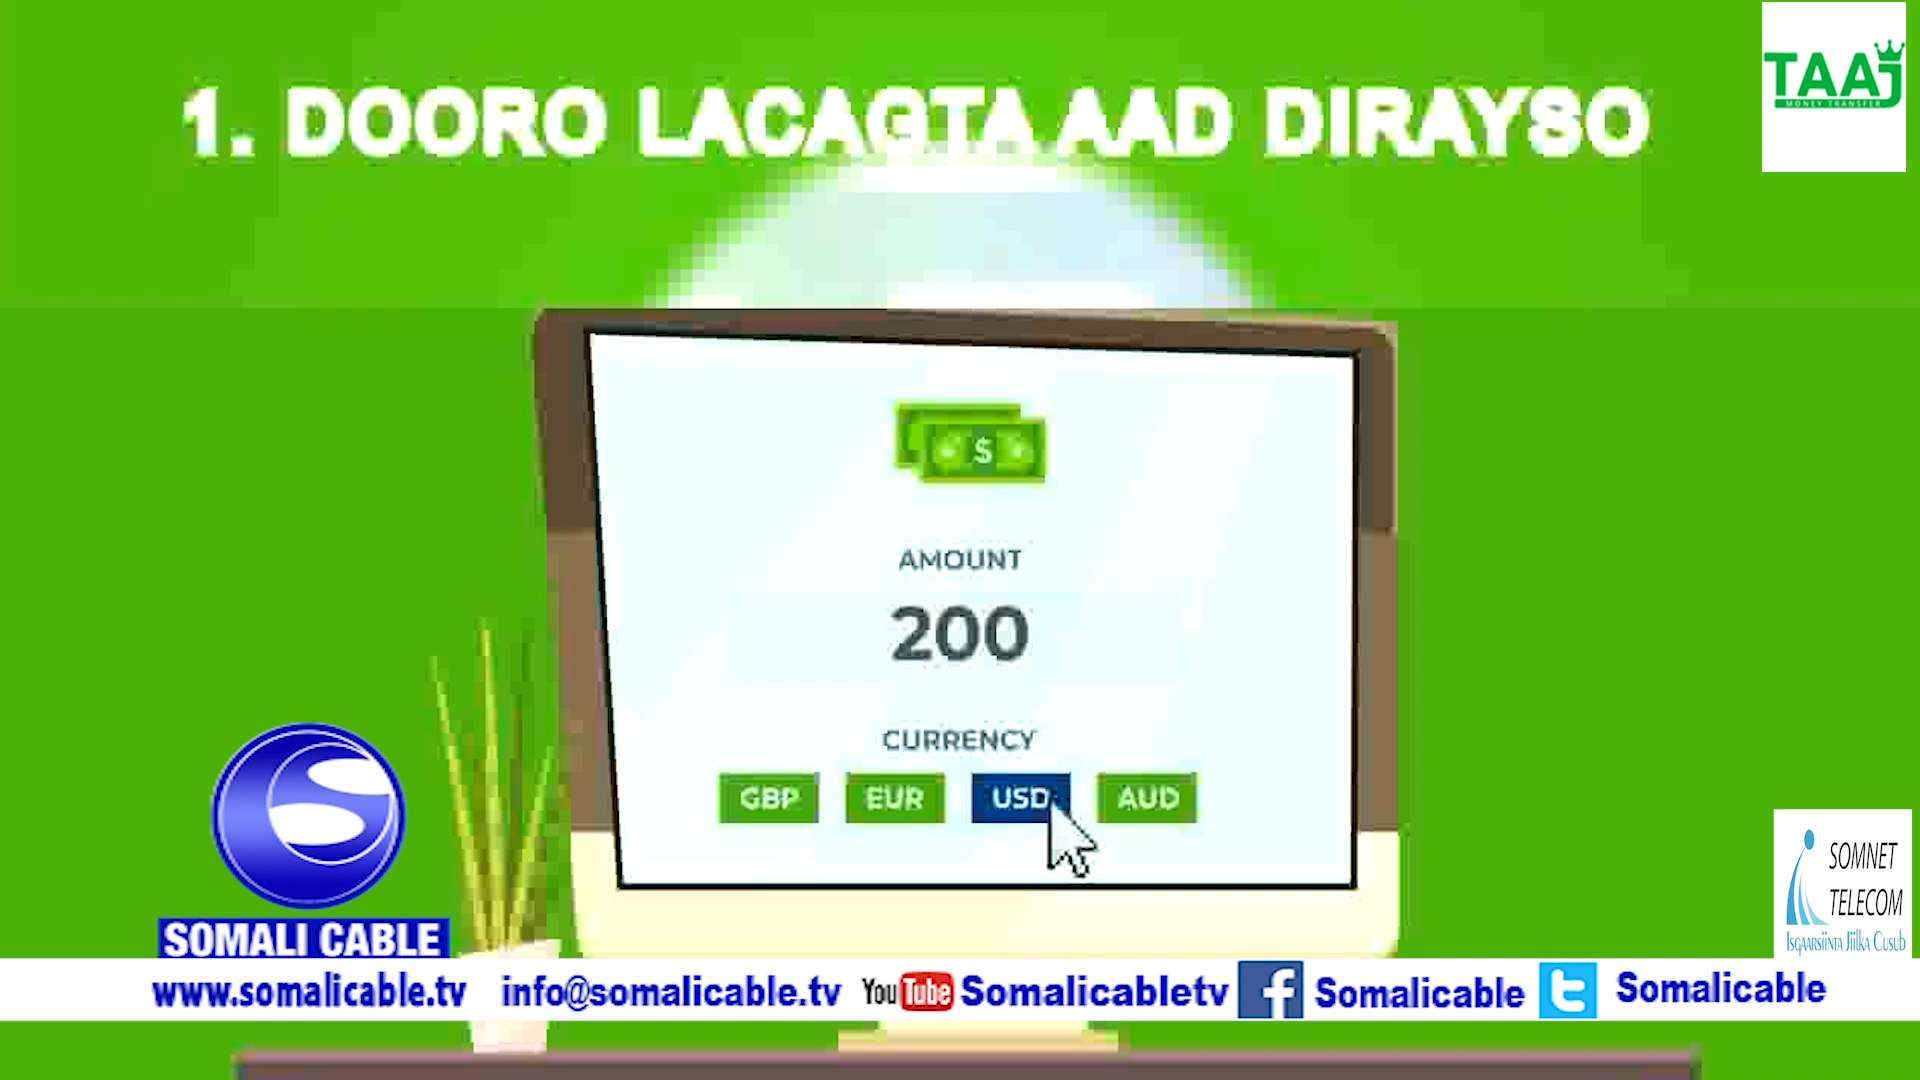 1. DOORO LACAGTA AAD DIRAYSO
TAAJ
MONEY TRANSFER
$
AMOUNT
200
CURRENCY
GBP EUR USD AUD
SOMALI CABLE
SOMNET
TELECOM
Isgaarsiinta Jiilka Cusub
www.somalicable.tv info@somalicable.tv YouTube Somalicabletv f Somalicable t Somalicable